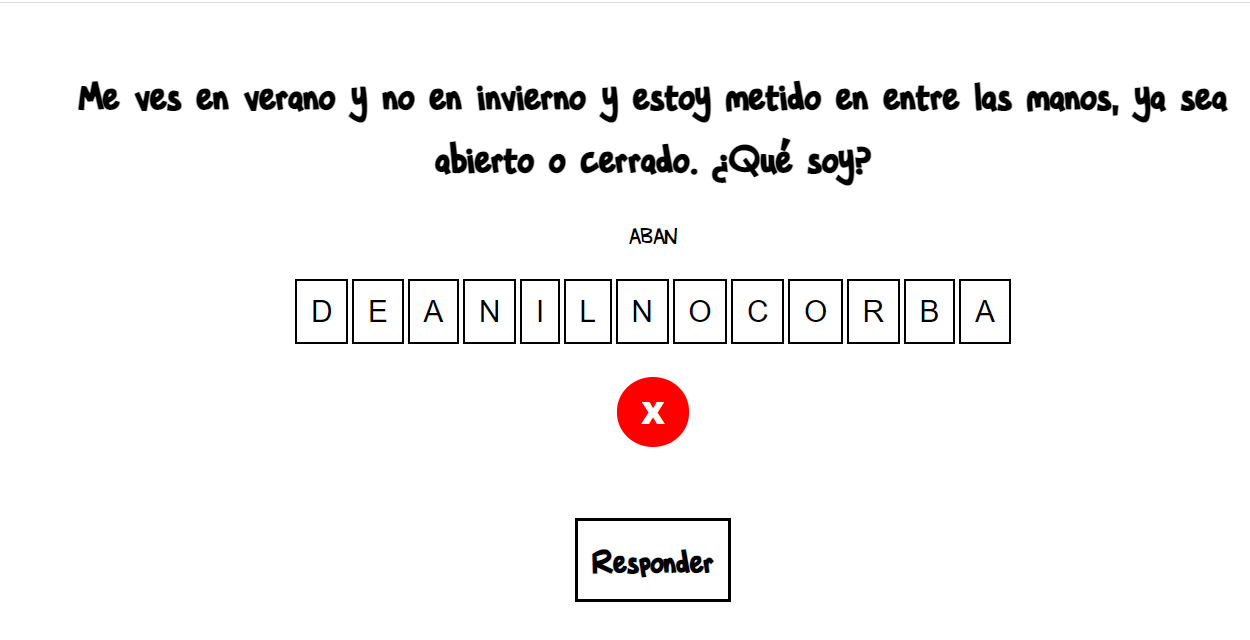 Me ves en verano y no en invierno y estoy metido en entre las manos, ya sea
abierto o cerrado. ¿Qué soy?
ABAN
D E A N I L N O C O R B A
X
Responder